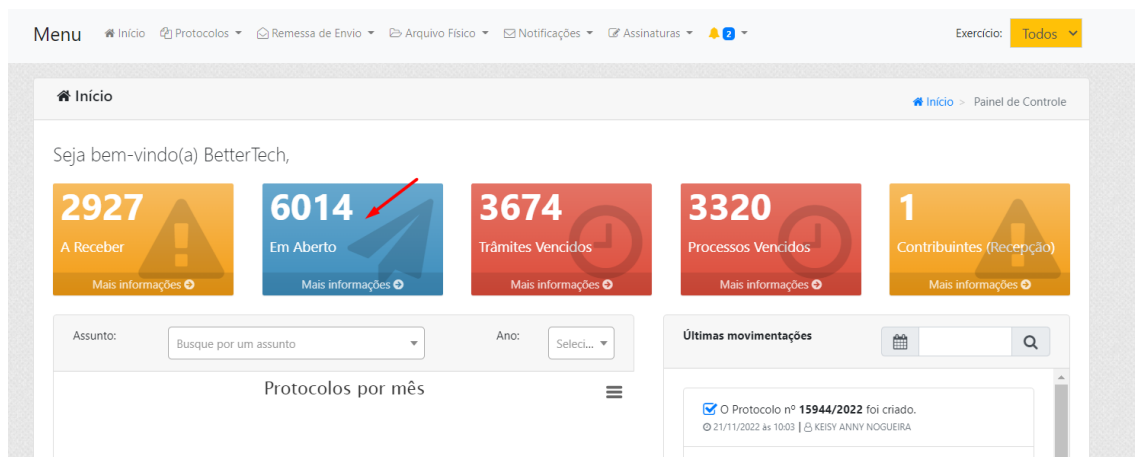 Menu Início Protocolos Remessa de Envio Arquivo Físico Notificações Assinaturas 2 Exercício: Todos
Início
Início > Painel de Controle
Seja bem-vindo(a) BetterTech,
2927
A Receber
Mais informações
6014
Em Aberto
Mais informações
3674
Trâmites Vencidos
Mais informações
3320
Processos Vencidos
Mais informações
1
Contribuintes (Recepção)
Mais informações
Assunto: Busque por um assunto Ano: Seleci...
Protocolos por mês
Últimas movimentações
O Protocolo nº 15944/2022 foi criado.
21/11/2022 às 10:03 | KEISY ANNY NOGUEIRA